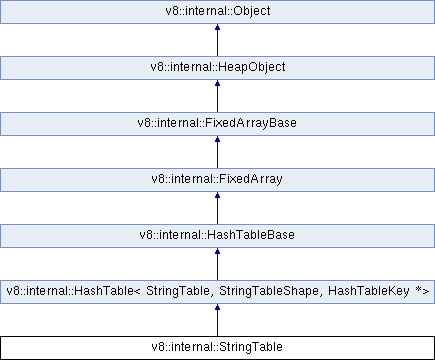 v8::internal::Object
v8::internal::HeapObject
v8::internal::FixedArrayBase
v8::internal::FixedArray
v8::internal::HashTableBase
v8::internal::HashTable< StringTable, StringTableShape, HashTableKey *>
v8::internal::StringTable